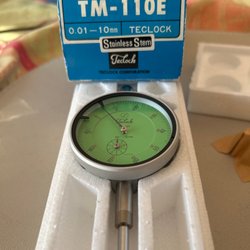 TM-110E
0.01-10mm TECLOCK
Stainless Stem
Teclock
TECLOCK CORPORATION